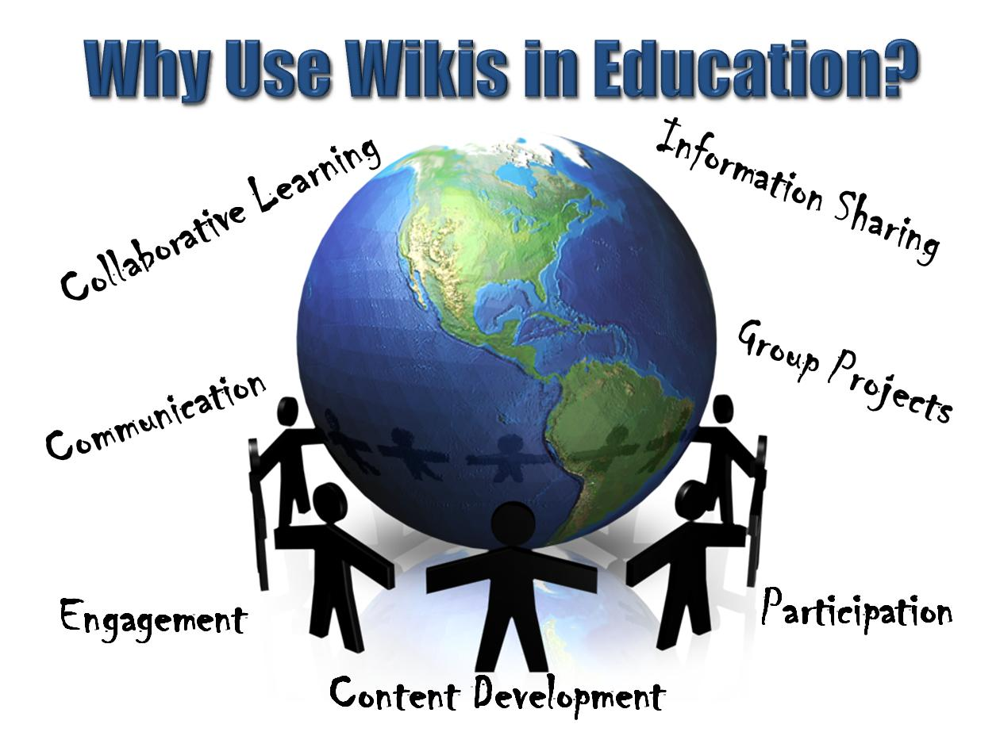 Why Use Wikis in Education?
Collaborative Learning
Information Sharing
Communication
Group Projects
Engagement
Participation
Content Development